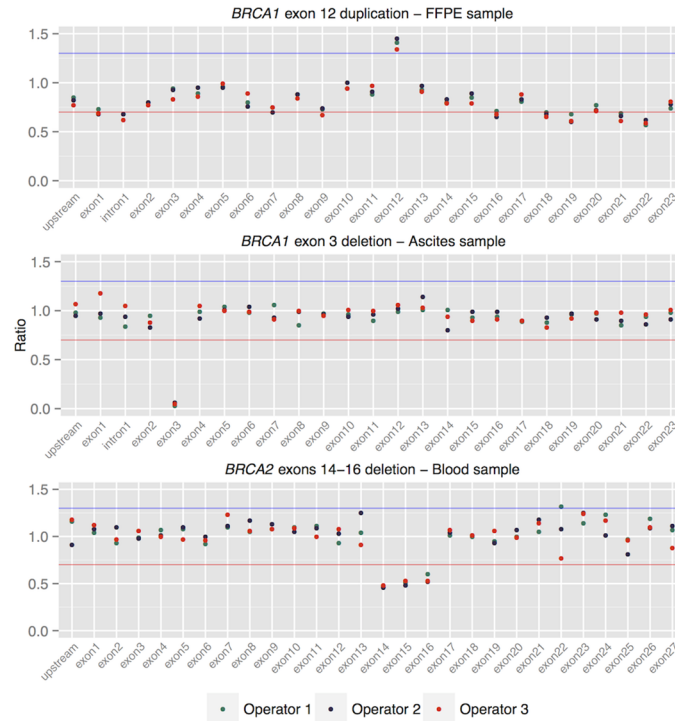 BRCA1 exon 12 duplication – FFPE sample
1.5
1.0
0.5
0.0
upstream exon1 intron1 exon2 exon3 exon4 exon5 exon6 exon7 exon8 exon9 exon10 exon11 exon12 exon13 exon14 exon15 exon16 exon17 exon18 exon19 exon20 exon21 exon22 exon23
BRCA1 exon 3 deletion – Ascites sample
1.5
1.0
0.5
0.0
Ratio
upstream exon1 intron1 exon2 exon3 exon4 exon5 exon6 exon7 exon8 exon9 exon10 exon11 exon12 exon13 exon14 exon15 exon16 exon17 exon18 exon19 exon20 exon21 exon22 exon23
BRCA2 exons 14–16 deletion – Blood sample
1.5
1.0
0.5
0.0
upstream exon1 exon2 exon3 exon4 exon5 exon6 exon7 exon8 exon9 exon10 exon11 exon12 exon13 exon14 exon15 exon16 exon17 exon18 exon19 exon20 exon21 exon22 exon23 exon24 exon25 exon26 exon27
Operator 1 Operator 2 Operator 3